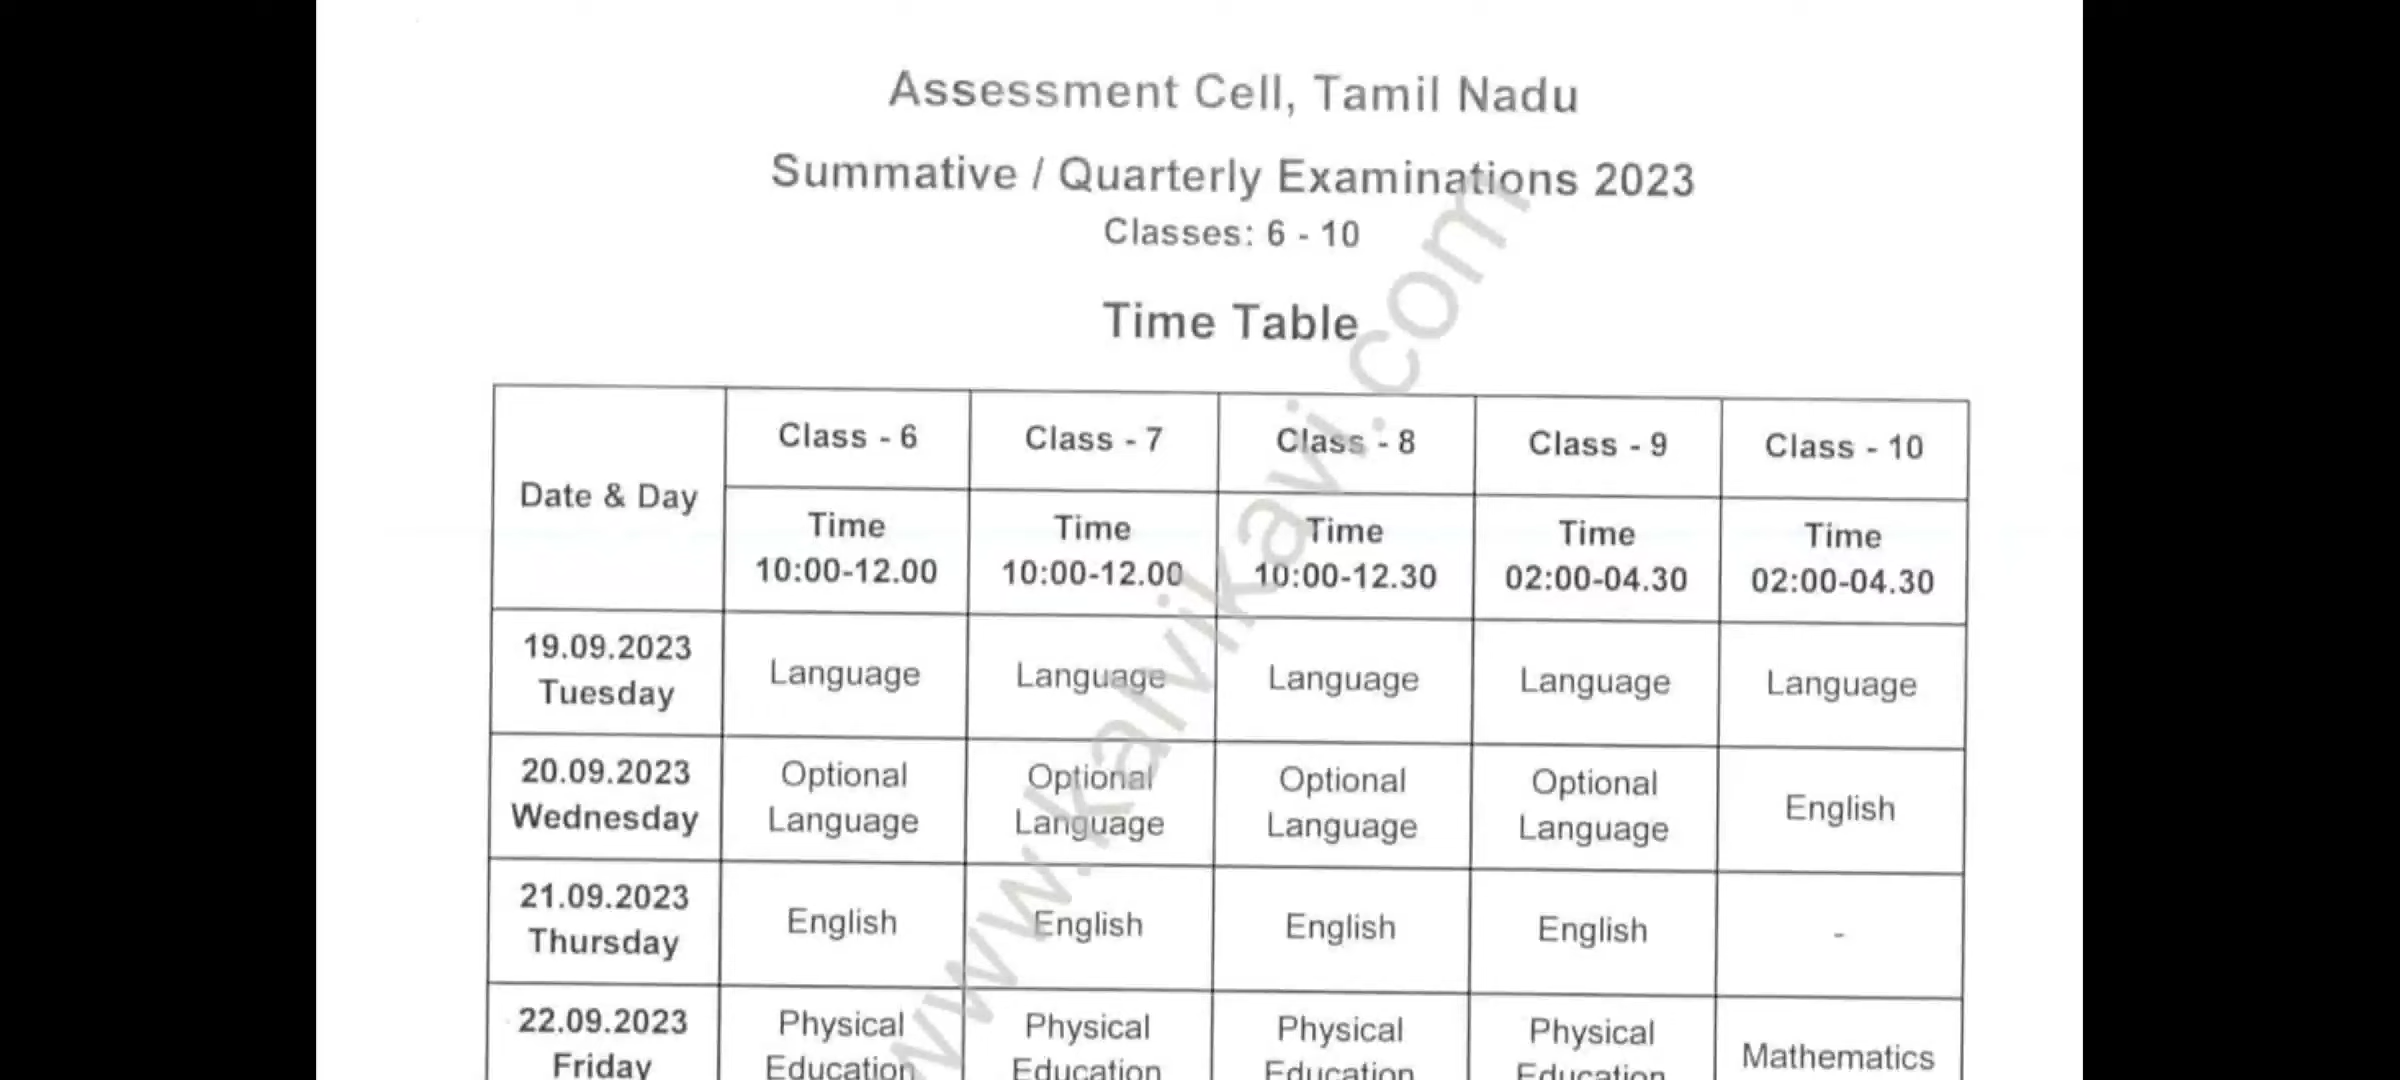 Assessment Cell, Tamil Nadu
Summative / Quarterly Examinations 2023
Classes: 6 - 10
Time Table
Date & Day
Class - 6
Class - 7
Class - 8
Class - 9
Class - 10
Time
10:00-12.00
Time
10:00-12.00
Time
10:00-12.30
Time
02:00-04.30
Time
02:00-04.30
19.09.2023
Tuesday
Language
Language
Language
Language
Language
20.09.2023
Wednesday
Optional
Language
Optional
Language
Optional
Language
Optional
Language
English
21.09.2023
Thursday
English
English
English
English
-
22.09.2023
Friday
Physical
Education
Physical
Education
Physical
Education
Physical
Education
Mathematics
www.kalvikavi.com